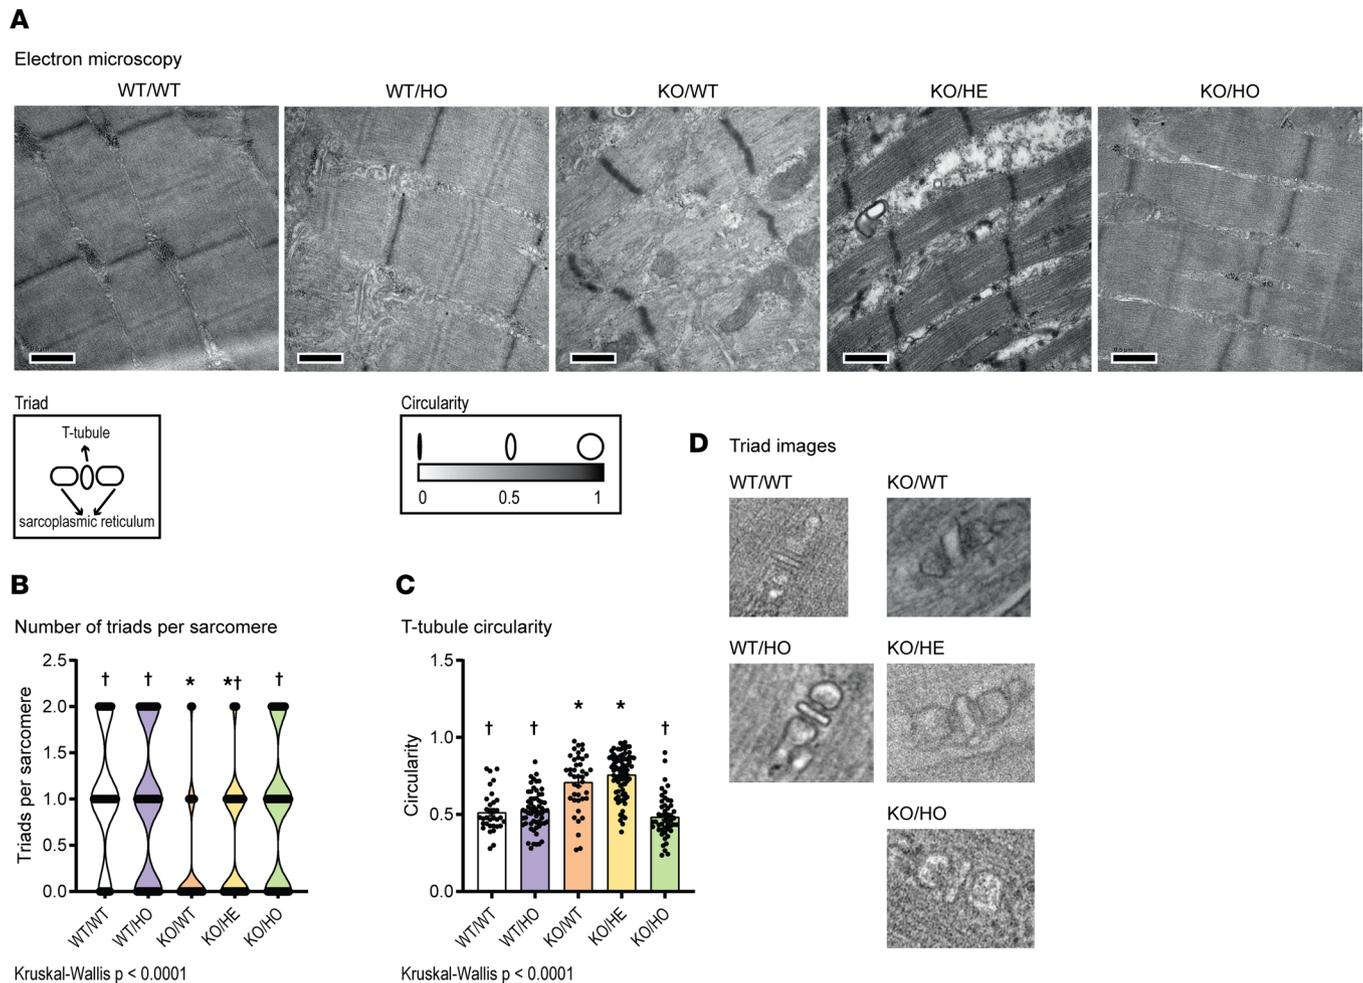 A
Electron microscopy
WT/WT WT/HO KO/WT KO/HE KO/HO
Triad
T-tubule
sarcoplasmic reticulum
Circularity
0 0.5 1
D Triad images
WT/WT KO/WT
WT/HO KO/HE
KO/HO
B
Number of triads per sarcomere
Triads per sarcomere
2.5
2.0
1.5
1.0
0.5
0.0
† † * *† †
WT/WT WT/HO KO/WT KO/HE KO/HO
Kruskal-Wallis p < 0.0001
C
T-tubule circularity
Circularity
1.5
1.0
0.5
0.0
† † * * †
WT/WT WT/HO KO/WT KO/HE KO/HO
Kruskal-Wallis p < 0.0001